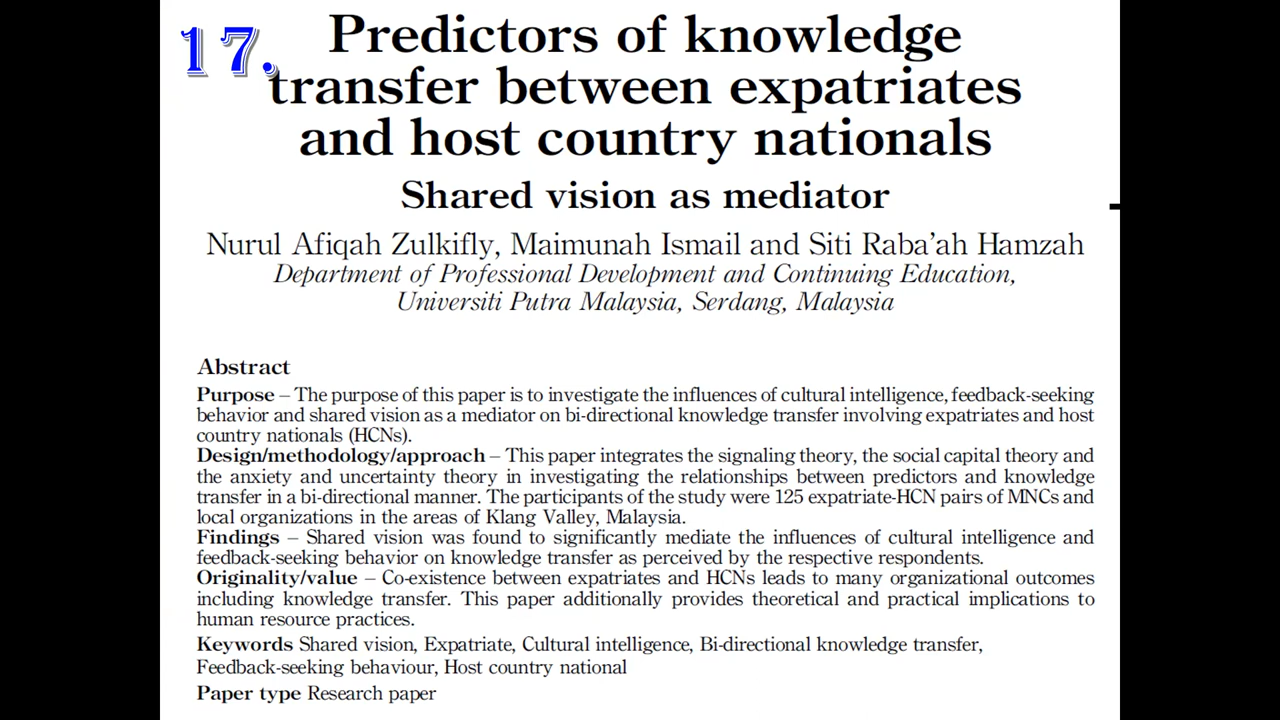 17.
Predictors of knowledge
transfer between expatriates
and host country nationals
Shared vision as mediator
Nurul Afiqah Zulkifly, Maimunah Ismail and Siti Raba’ah Hamzah
Department of Professional Development and Continuing Education,
Universiti Putra Malaysia, Serdang, Malaysia
Abstract
Purpose – The purpose of this paper is to investigate the influences of cultural intelligence, feedback-seeking
behavior and shared vision as a mediator on bi-directional knowledge transfer involving expatriates and host
country nationals (HCNs).
Design/methodology/approach – This paper integrates the signaling theory, the social capital theory and
the anxiety and uncertainty theory in investigating the relationships between predictors and knowledge
transfer in a bi-directional manner. The participants of the study were 125 expatriate-HCN pairs of MNCs and
local organizations in the areas of Klang Valley, Malaysia.
Findings – Shared vision was found to significantly mediate the influences of cultural intelligence and
feedback-seeking behavior on knowledge transfer as perceived by the respective respondents.
Originality/value – Co-existence between expatriates and HCNs leads to many organizational outcomes
including knowledge transfer. This paper additionally provides theoretical and practical implications to
human resource practices.
Keywords Shared vision, Expatriate, Cultural intelligence, Bi-directional knowledge transfer,
Feedback-seeking behaviour, Host country national
Paper type Research paper